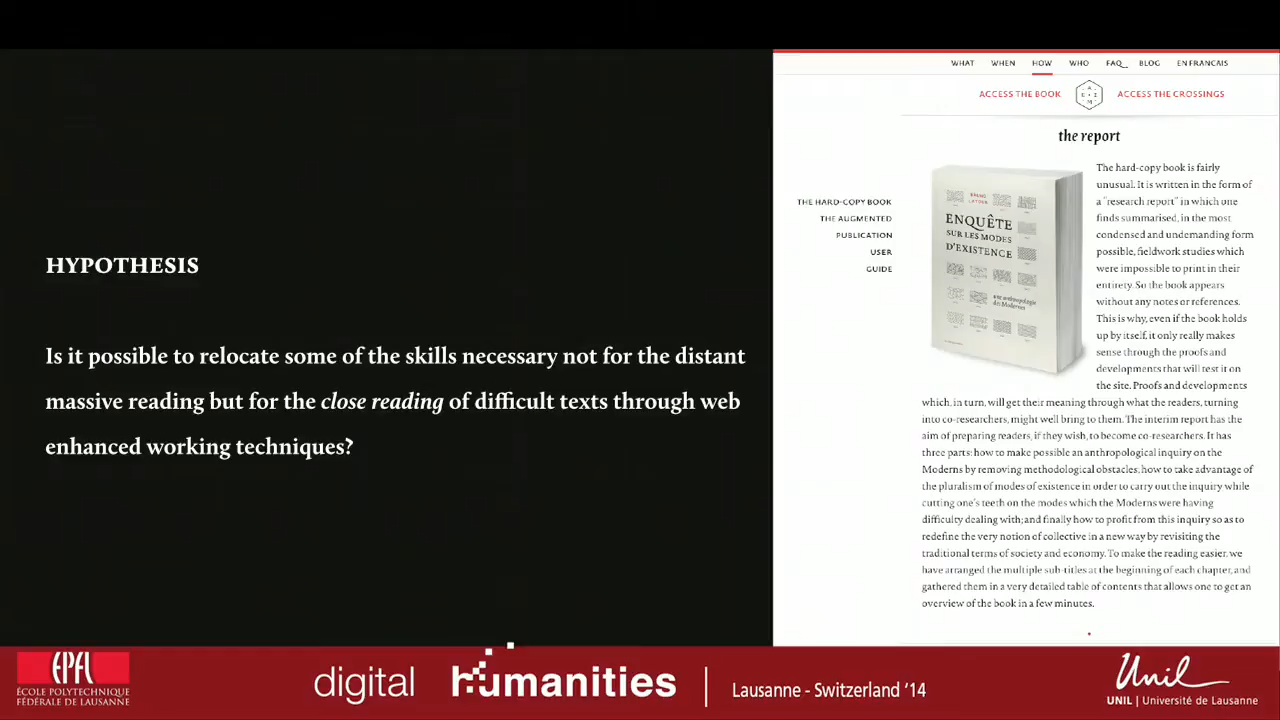 HYPOTHESIS
Is it possible to relocate some of the skills necessary not for the distant
massive reading but for the close reading of difficult texts through web
enhanced working techniques?
WHAT WHEN HOW WHO FAQ_ BLOG EN FRANCAIS
ACCESS THE BOOK A E I M ACCESS THE CROSSINGS
the report
THE HARD-COPY BOOK
THE AUGMENTED
PUBLICATION
USER
GUIDE
BRUNO
LATOUR
ENQUÊTE
SUR LES MODES
D'EXISTENCE
une anthropologie
des Modernes
The hard-copy book is fairly
unusual. It is written in the form of
a "research report" in which one
finds summarised, in the most
condensed and undemanding form
possible, fieldwork studies which
were impossible to print in their
entirety. So the book appears
without any notes or references.
This is why, even if the book holds
up by itself, it only really makes
sense through the proofs and
developments that will rest it on
the site. Proofs and developments
which, in turn, will get their meaning through what the readers, turning
into co-researchers, might well bring to them. The interim report has the
aim of preparing readers, if they wish, to become co-researchers. It has
three parts: how to make possible an anthropological inquiry on the
Moderns by removing methodological obstacles, how to take advantage of
the pluralism of modes of existence in order to carry out the inquiry while
cutting one's teeth on the modes which the Moderns were having
difficulty dealing with; and finally how to profit from this inquiry so as to
redefine the very notion of collective in a new way by revisiting the
traditional terms of society and economy. To make the reading easier, we
have arranged the multiple sub-titles at the beginning of each chapter, and
gathered them in a very detailed table of contents that allows one to get an
overview of the book in a few minutes.
EPFL
ÉCOLE POLYTECHNIQUE
FÉDÉRALE DE LAUSANNE
digital humanities | Lausanne - Switzerland '14
Unil
UNIL | Université de Lausanne